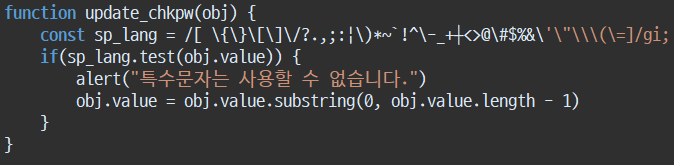 function update_chkpw(obj) {
const sp_lang = /[ \{\}\[\]\/?.,;:¦\)*~`!^\-_+┼<>@\#$%&\'\"\\\(\=]/gi;
if(sp_lang.test(obj.value)) {
alert("특수문자는 사용할 수 없습니다.")
obj.value = obj.value.substring(0, obj.value.length - 1)
}
}